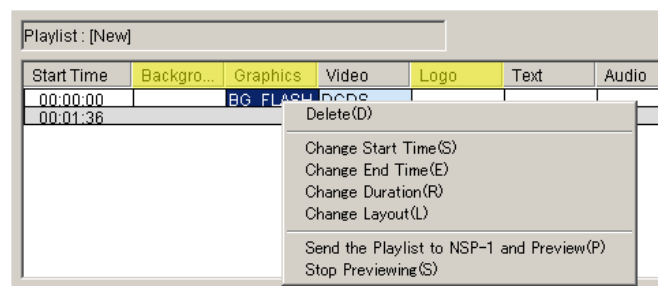 Playlist : [New]
Start Time Backgro... Graphics Video Logo Text Audio
00:00:00 BG_FLASH DCDS
00:01:36
Delete(D)
Change Start Time(S)
Change End Time(E)
Change Duration(R)
Change Layout(L)
Send the Playlist to NSP-1 and Preview(P)
Stop Previewing(S)